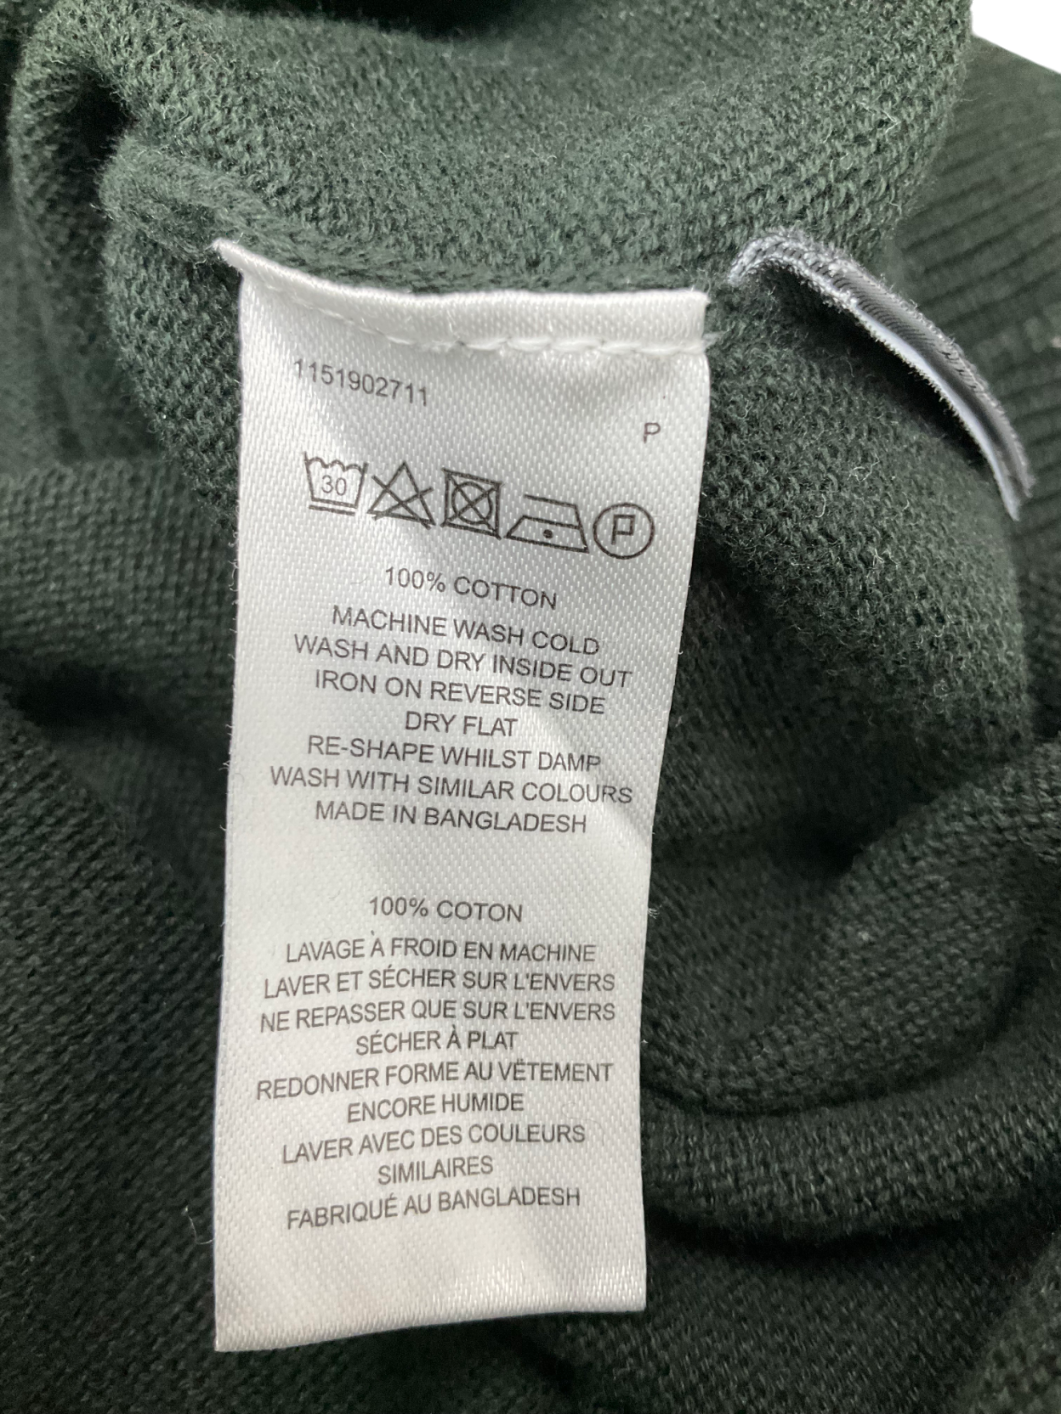 1151902711
P
30
P
100% COTTON
MACHINE WASH COLD
WASH AND DRY INSIDE OUT
IRON ON REVERSE SIDE
DRY FLAT
RE-SHAPE WHILST DAMP
WASH WITH SIMILAR COLOURS
MADE IN BANGLADESH
100% COTON
LAVAGE À FROID EN MACHINE
LAVER ET SÉCHER SUR L'ENVERS
NE REPASSER QUE SUR L'ENVERS
SÉCHER À PLAT
REDONNER FORME AU VÊTEMENT
ENCORE HUMIDE
LAVER AVEC DES COULEURS
SIMILAIRES
FABRIQUÉ AU BANGLADESH